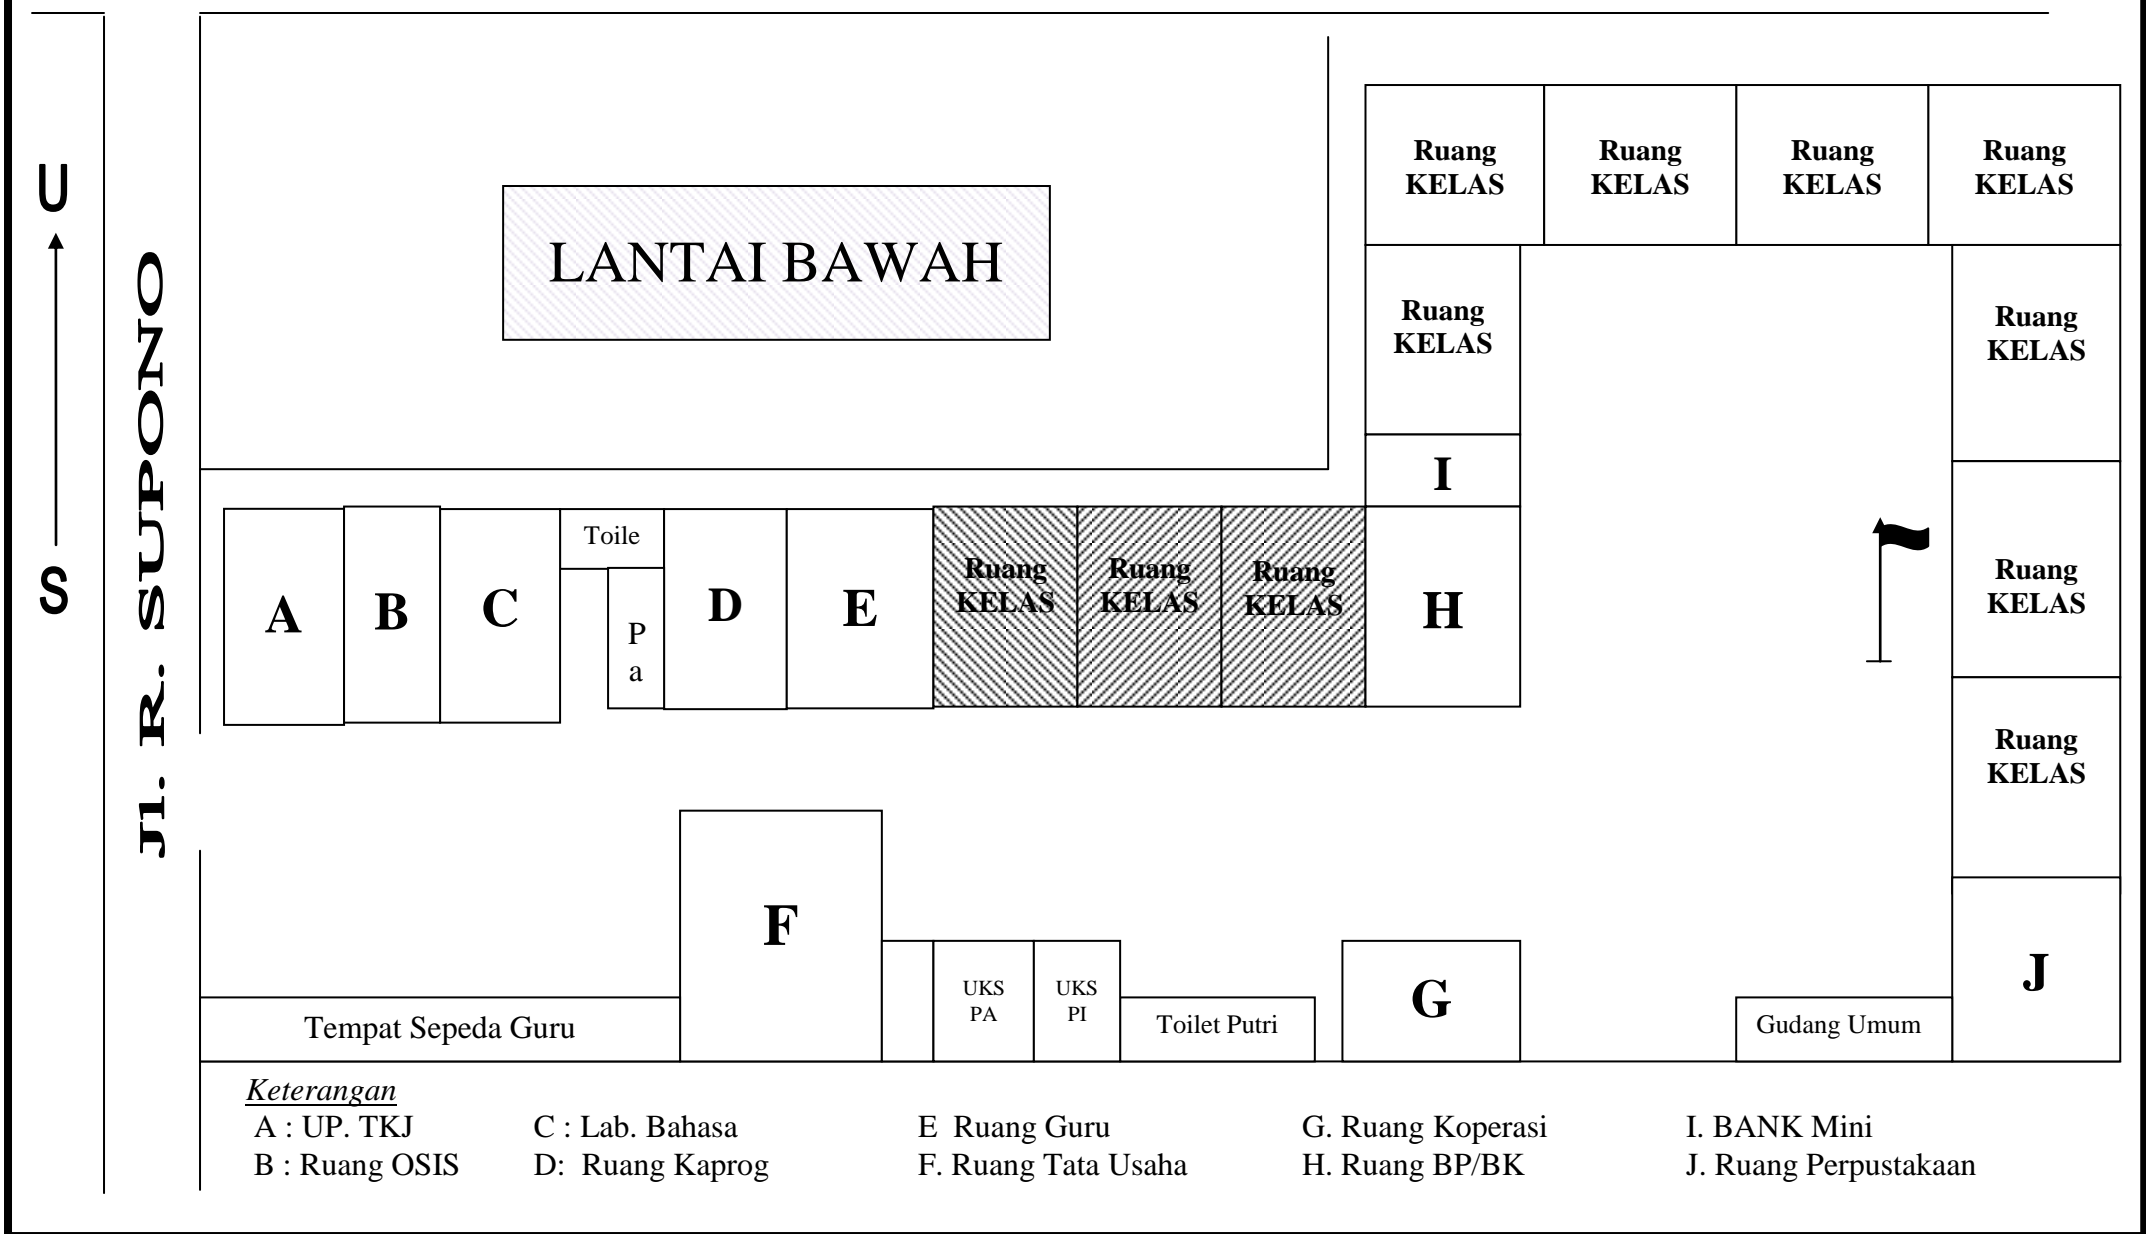 U
S
Jl. R. SUPONO
LANTAI BAWAH
Ruang
KELAS
Ruang
KELAS
Ruang
KELAS
Ruang
KELAS
Ruang
KELAS
Ruang
KELAS
I
A
B
C
Toile
P
a
D
E
Ruang
KELAS
Ruang
KELAS
Ruang
KELAS
H
Ruang
KELAS
Ruang
KELAS
F
UKS
PA
UKS
PI
Toilet Putri
G
Gudang Umum
J
Tempat Sepeda Guru
Keterangan
A : UP. TKJ
B : Ruang OSIS
C : Lab. Bahasa
D: Ruang Kaprog
E Ruang Guru
F. Ruang Tata Usaha
G. Ruang Koperasi
H. Ruang BP/BK
I. BANK Mini
J. Ruang Perpustakaan